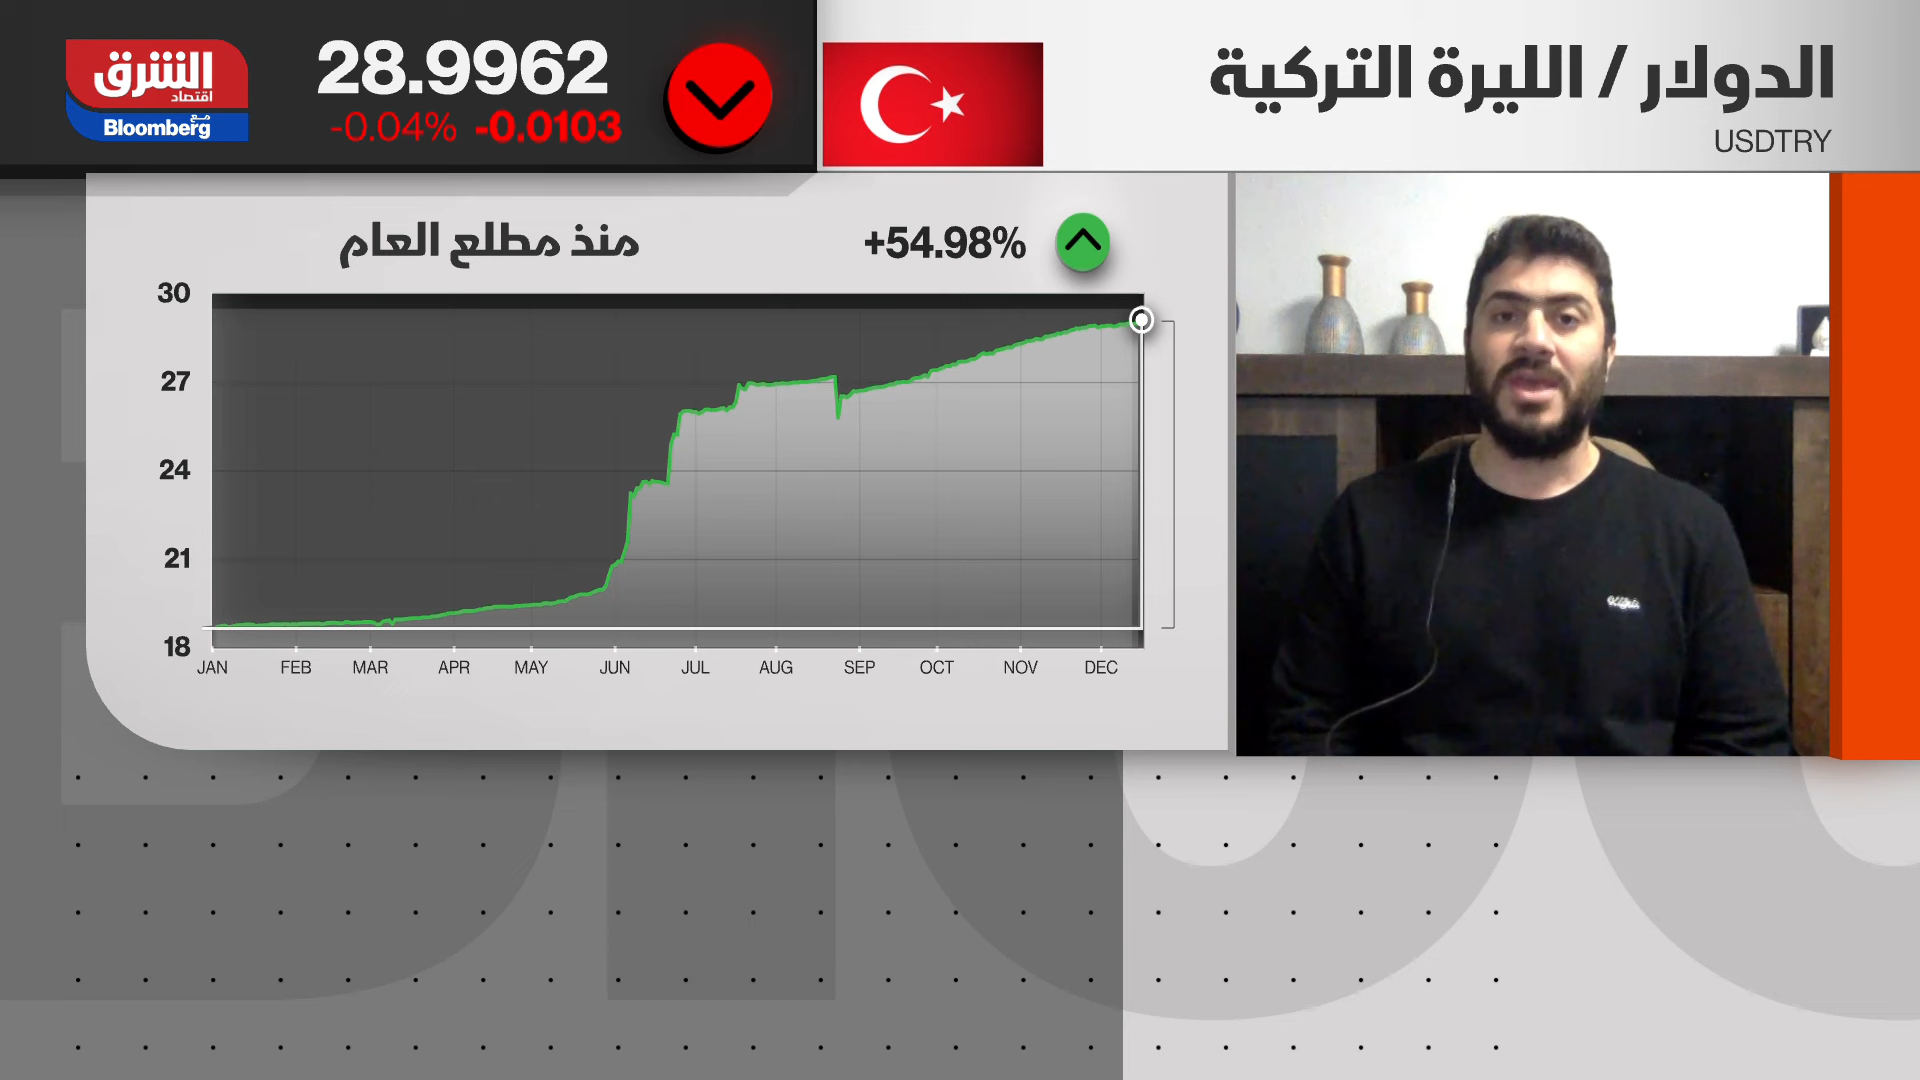 الشرق
اقتصاد
مع
Bloomberg
28.9962
-0.04% -0.0103
الدولار / الليرة التركية
USDTRY
منذ مطلع العام
+54.98%
30
27
24
21
18
JAN FEB MAR APR MAY JUN JUL AUG SEP OCT NOV DEC